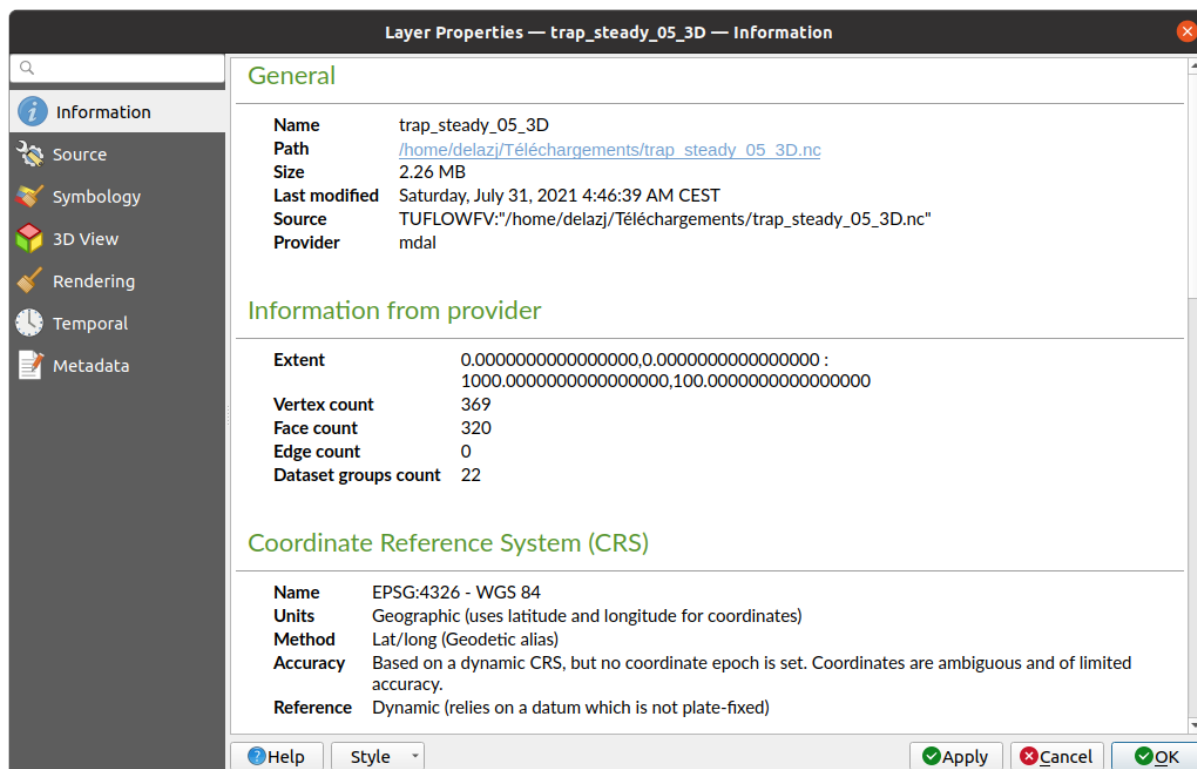 Layer Properties — trap_steady_05_3D — Information
Information
Source
Symbology
3D View
Rendering
Temporal
Metadata
General
Name trap_steady_05_3D
Path /home/delazj/Téléchargements/trap_steady_05_3D.nc
Size 2.26 MB
Last modified Saturday, July 31, 2021 4:46:39 AM CEST
Source TUFLOWFV:"/home/delazj/Téléchargements/trap_steady_05_3D.nc"
Provider mdal
Information from provider
Extent 0.0000000000000000,0.0000000000000000 :
1000.0000000000000000,100.0000000000000000
Vertex count 369
Face count 320
Edge count 0
Dataset groups count 22
Coordinate Reference System (CRS)
Name EPSG:4326 - WGS 84
Units Geographic (uses latitude and longitude for coordinates)
Method Lat/long (Geodetic alias)
Accuracy Based on a dynamic CRS, but no coordinate epoch is set. Coordinates are ambiguous and of limited
accuracy.
Reference Dynamic (relies on a datum which is not plate-fixed)
Help Style Apply Cancel OK